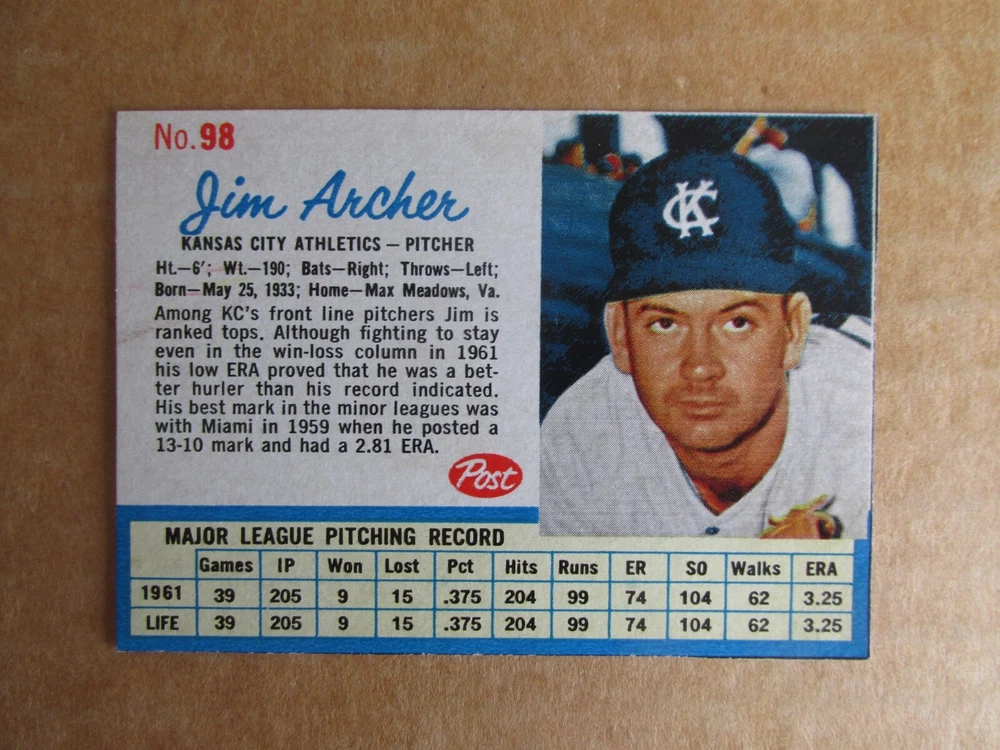 No. 98
Jim Archer
KANSAS CITY ATHLETICS — PITCHER
Ht.—6'; Wt.—190; Bats—Right; Throws—Left;
Born—May 25, 1933; Home—Max Meadows, Va.
Among KC's front line pitchers Jim is
ranked tops. Although fighting to stay
even in the win-loss column in 1961
his low ERA proved that he was a bet-
ter hurler than his record indicated.
His best mark in the minor leagues was
with Miami in 1959 when he posted a
13-10 mark and had a 2.81 ERA.
Post
KC
MAJOR LEAGUE PITCHING RECORD
Games IP Won Lost Pct Hits Runs ER SO Walks ERA
1961 39 205 9 15 .375 204 99 74 104 62 3.25
LIFE 39 205 9 15 .375 204 99 74 104 62 3.25